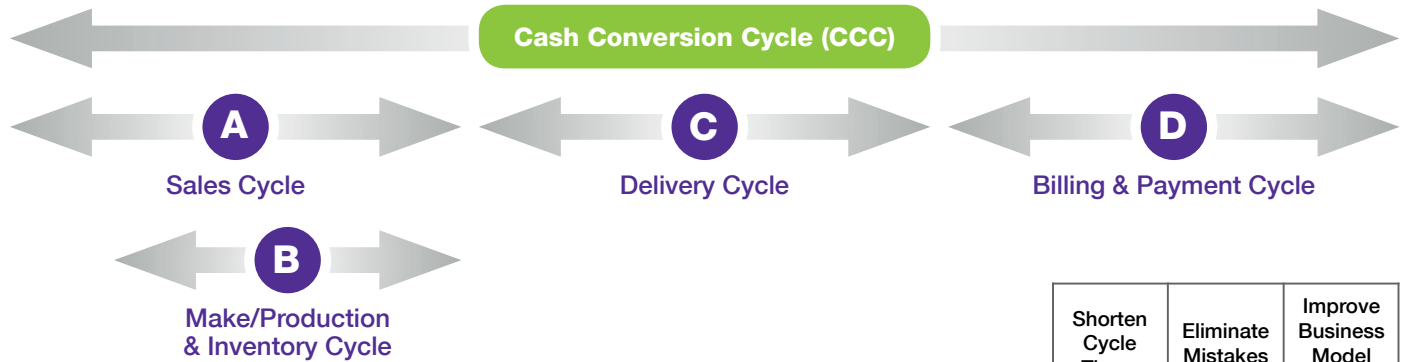 Cash Conversion Cycle (CCC)
A
C
D
Sales Cycle
Delivery Cycle
Billing & Payment Cycle
B
Make/Production
& Inventory Cycle
Shorten
Cycle
Eliminate
Mistakes
Improve
Business
Model